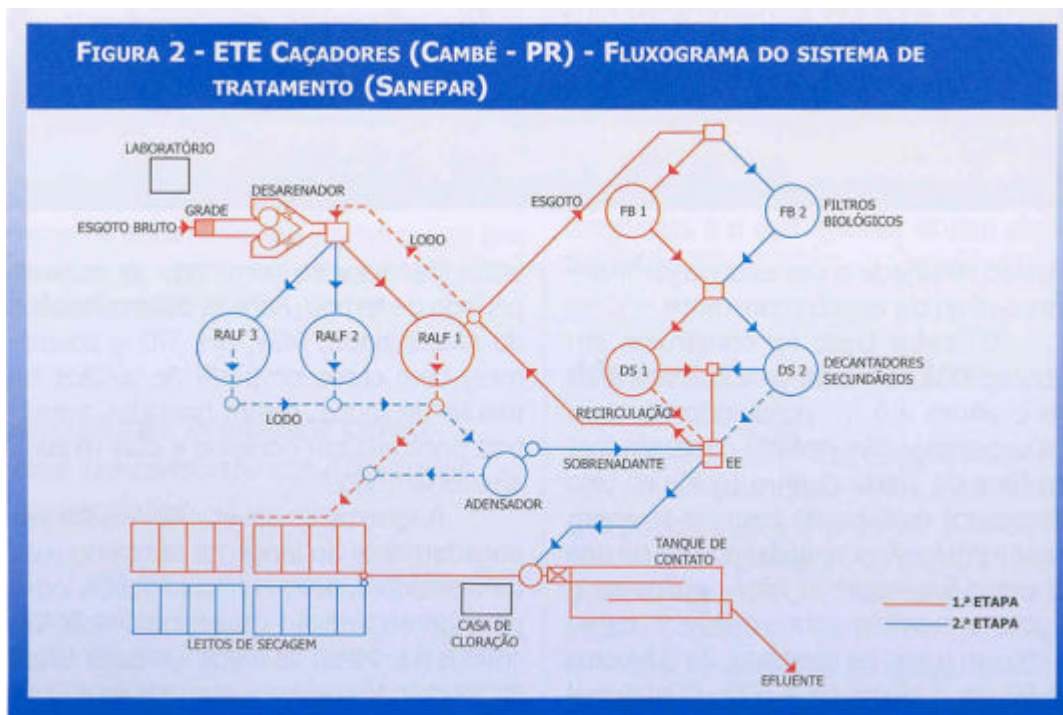 FIGURA 2 - ETE CAÇADORES (CAMBÉ - PR) - FLUXOGRAMA DO SISTEMA DE
TRATAMENTO (SANEPAR)
LABORATÓRIO
DESARENADOR
GRADE
ESGOTO BRUTO
LODO
ESGOTO
FB 1
FB 2
FILTROS
BIOLÓGICOS
RALF 3
RALF 2
RALF 1
LODO
DS 1
DS 2
DECANTADORES
SECUNDÁRIOS
RECIRCULAÇÃO
SOBRENADANTE
EE
ADENSADOR
TANQUE DE
CONTATO
LEITOS DE SECAGEM
CASA DE
CLORAÇÃO
1.ª ETAPA
2.ª ETAPA
EFLUENTE